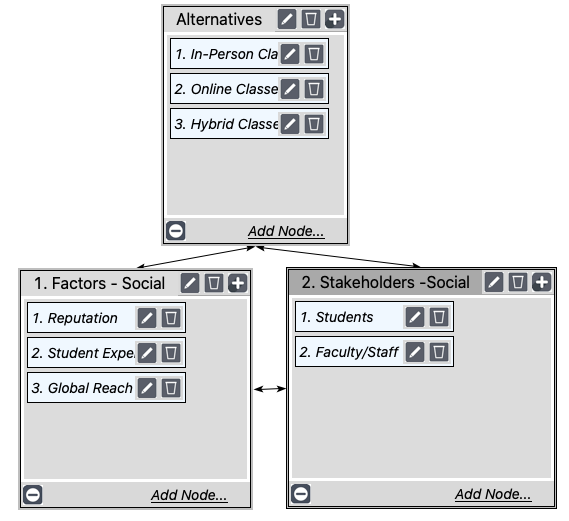 Alternatives
1. In-Person Cla
2. Online Classe
3. Hybrid Classe
Add Node...
1. Factors - Social
1. Reputation
2. Student Expe
3. Global Reach
Add Node...
2. Stakeholders -Social
1. Students
2. Faculty/Staff
Add Node...